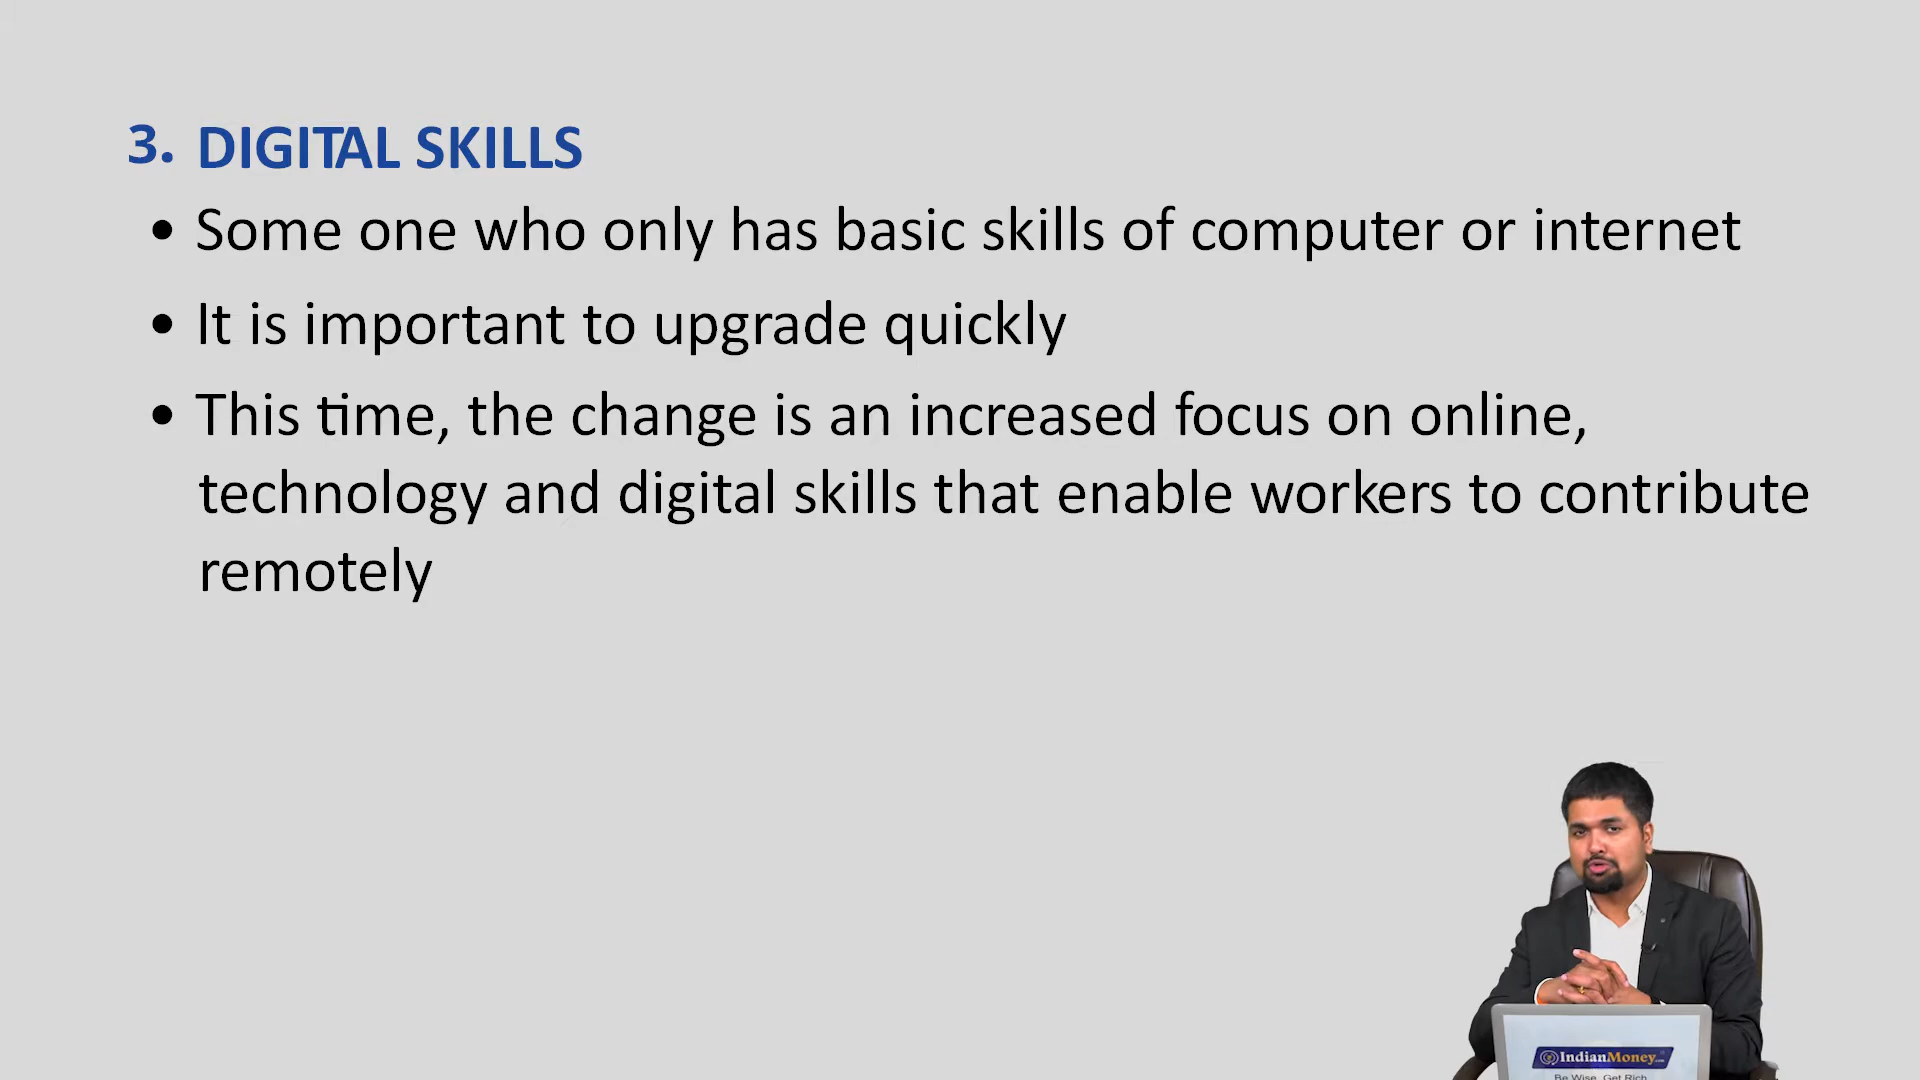 3. DIGITAL SKILLS
• Some one who only has basic skills of computer or internet
• It is important to upgrade quickly
• This time, the change is an increased focus on online,
technology and digital skills that enable workers to contribute
remotely
IndianMoney.com
Be Wise, Get Rich